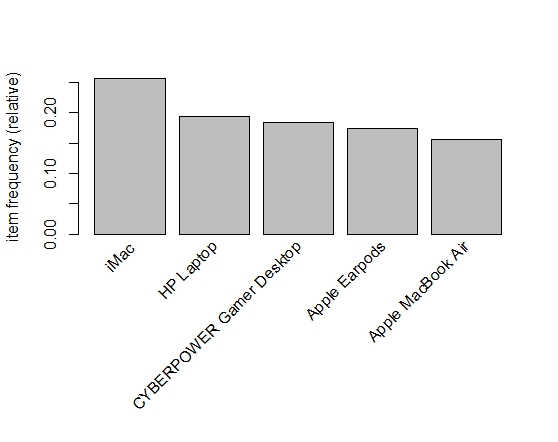 item frequency (relative)
0.20
0.10
0.00
iMac
HP Laptop
CYBERPOWER Gamer Desktop
Apple Earpods
Apple MacBook Air